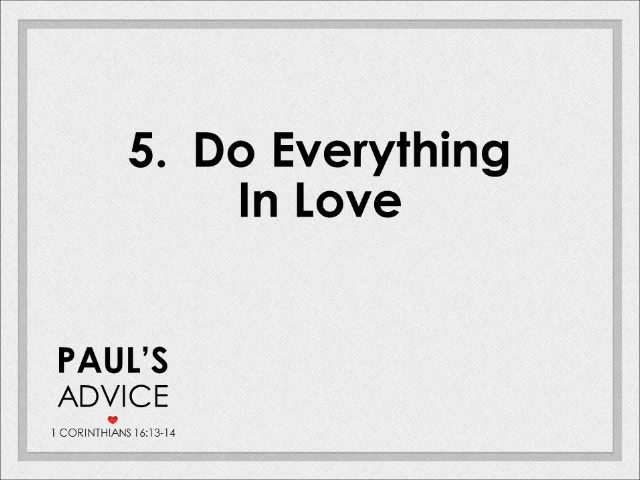 5. Do Everything
In Love
PAUL'S
ADVICE
1 CORINTHIANS 16:13-14